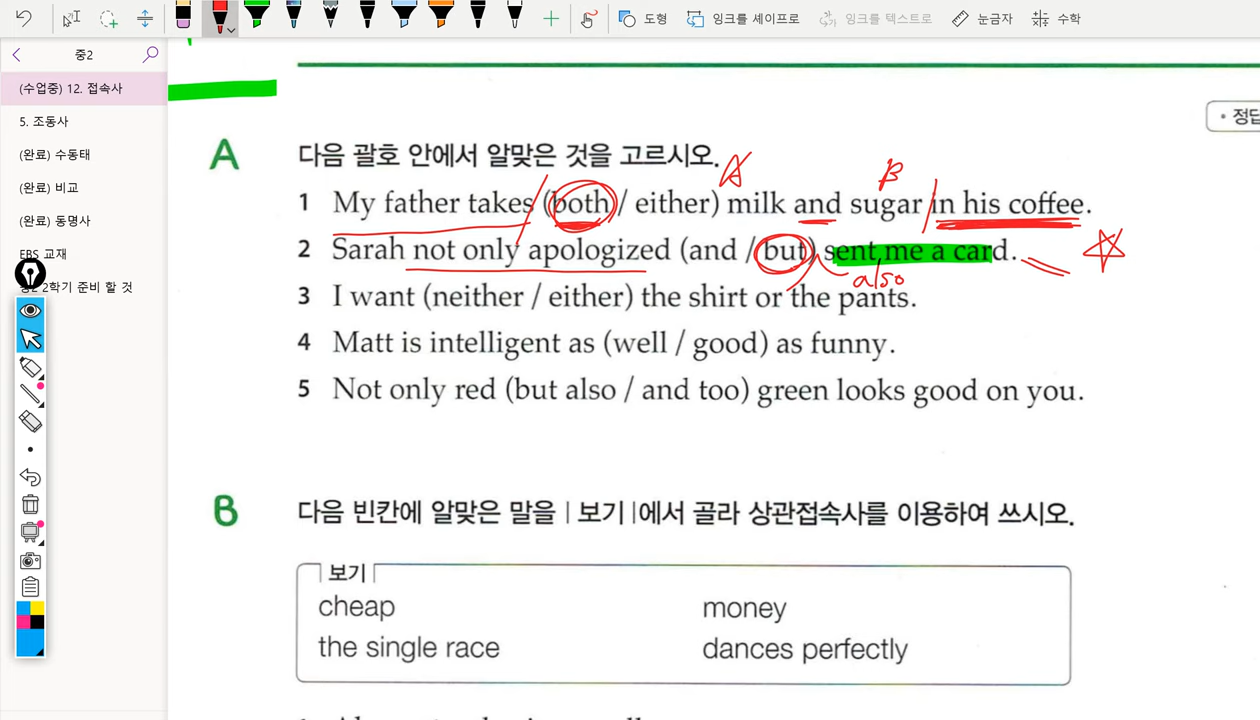 도형
잉크를 셰이프로
잉크를 텍스트로
눈금자
수학
중2
(수업중) 12. 접속사
5. 조동사
(완료) 수동태
(완료) 비교
(완료) 동명사
EBS 교재
2학기 준비 할 것
• 정답
A 다음 괄호 안에서 알맞은 것을 고르시오.
A B
1 My father takes (both / either) milk and sugar in his coffee.
2 Sarah not only apologized (and / but) sent me a card.
also
3 I want (neither / either) the shirt or the pants.
4 Matt is intelligent as (well / good) as funny.
5 Not only red (but also / and too) green looks good on you.
B 다음 빈칸에 알맞은 말을 | 보기 |에서 골라 상관접속사를 이용하여 쓰시오.
보기
cheap money
the single race dances perfectly